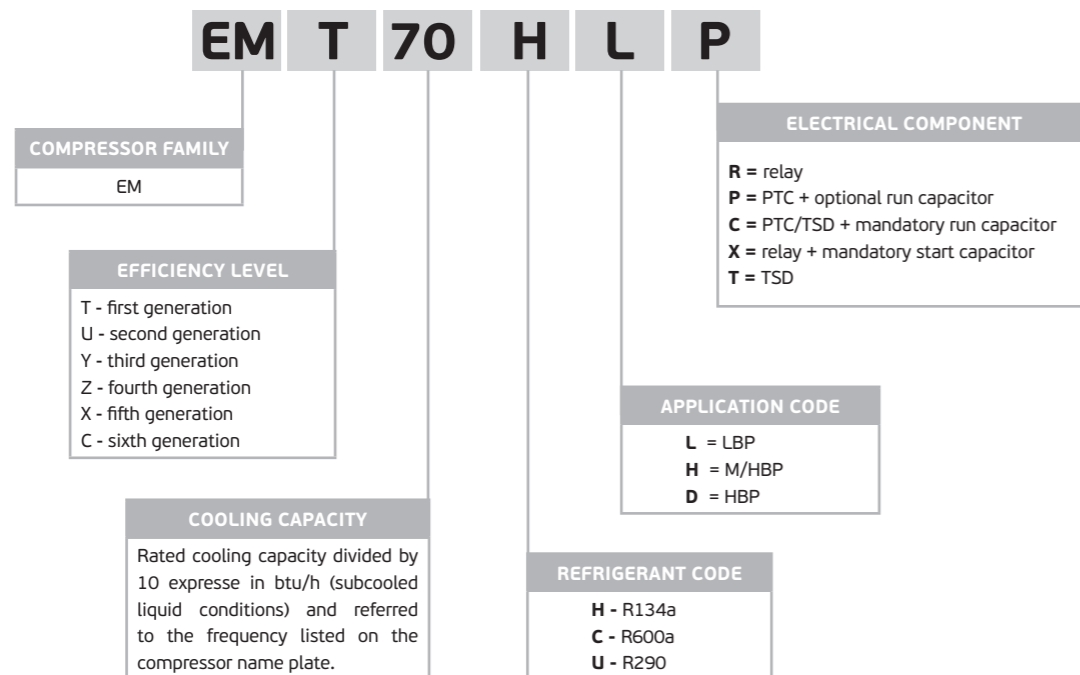 EM T 70 H L P
ELECTRICAL COMPONENT
R = relay
P = PTC + optional run capacitor
C = PTC/TSD + mandatory run capacitor
X = relay + mandatory start capacitor
T = TSD
COMPRESSOR FAMILY
EM
EFFICIENCY LEVEL
T - first generation
U - second generation
Y - third generation
Z - fourth generation
X - fifth generation
C - sixth generation
APPLICATION CODE
L = LBP
H = M/HBP
D = HBP
COOLING CAPACITY
Rated cooling capacity divided by
10 expresse in btu/h (subcooled
liquid conditions) and referred
to the frequency listed on the
compressor name plate.
REFRIGERANT CODE
H - R134a
C - R600a
U - R290